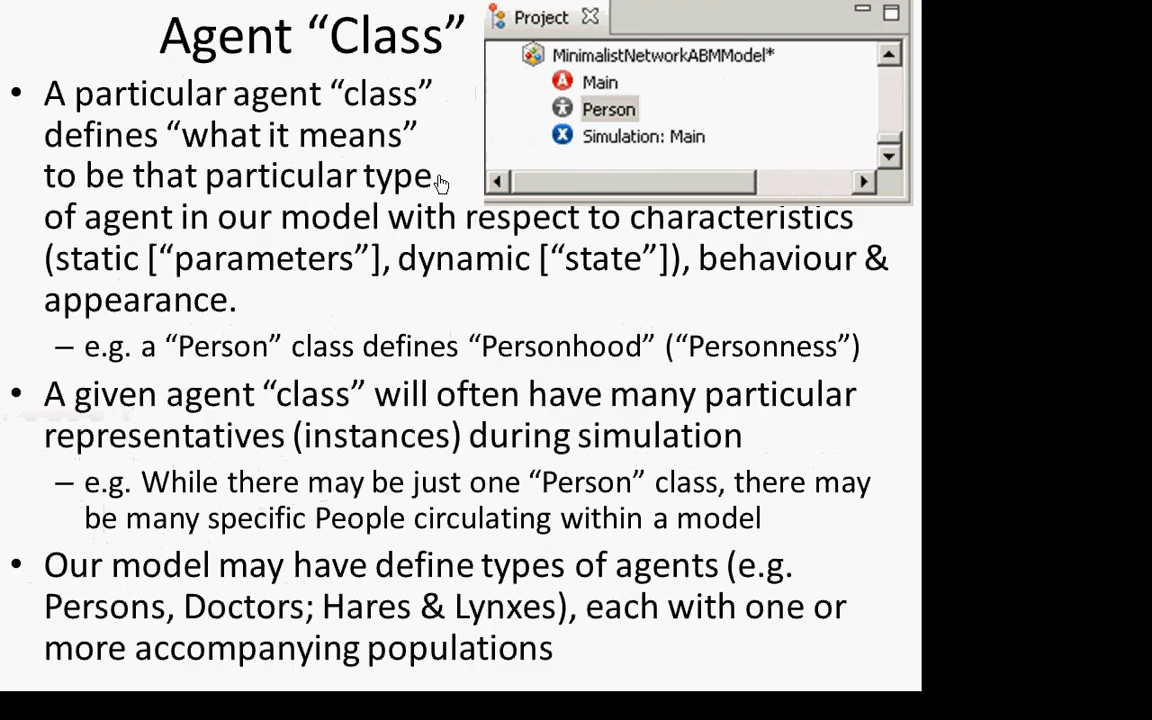 Agent “Class”
Project
MinimalistNetworkABMModel*
Main
Person
Simulation: Main
• A particular agent “class”
defines “what it means”
to be that particular type
of agent in our model with respect to characteristics
(static [“parameters”], dynamic [“state”]), behaviour &
appearance.
– e.g. a “Person” class defines “Personhood” (“Personness”)
• A given agent “class” will often have many particular
representatives (instances) during simulation
– e.g. While there may be just one “Person” class, there may
be many specific People circulating within a model
• Our model may have define types of agents (e.g.
Persons, Doctors; Hares & Lynxes), each with one or
more accompanying populations